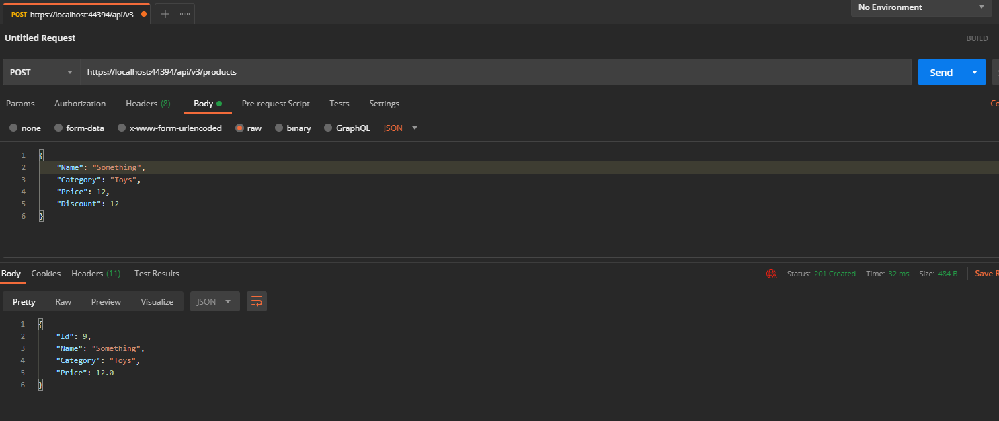 POST https://localhost:44394/api/v3...
No Environment
Untitled Request
BUILD
POST https://localhost:44394/api/v3/products Send
Params Authorization Headers (8) Body Pre-request Script Tests Settings Co
none form-data x-www-form-urlencoded raw binary GraphQL JSON
1 {
2 "Name": "Something",
3 "Category": "Toys",
4 "Price": 12,
5 "Discount": 12
6 }
Body Cookies Headers (11) Test Results Status: 201 Created Time: 32 ms Size: 484 B Save R
Pretty Raw Preview Visualize JSON
1 {
2 "Id": 9,
3 "Name": "Something",
4 "Category": "Toys",
5 "Price": 12.0
6 }